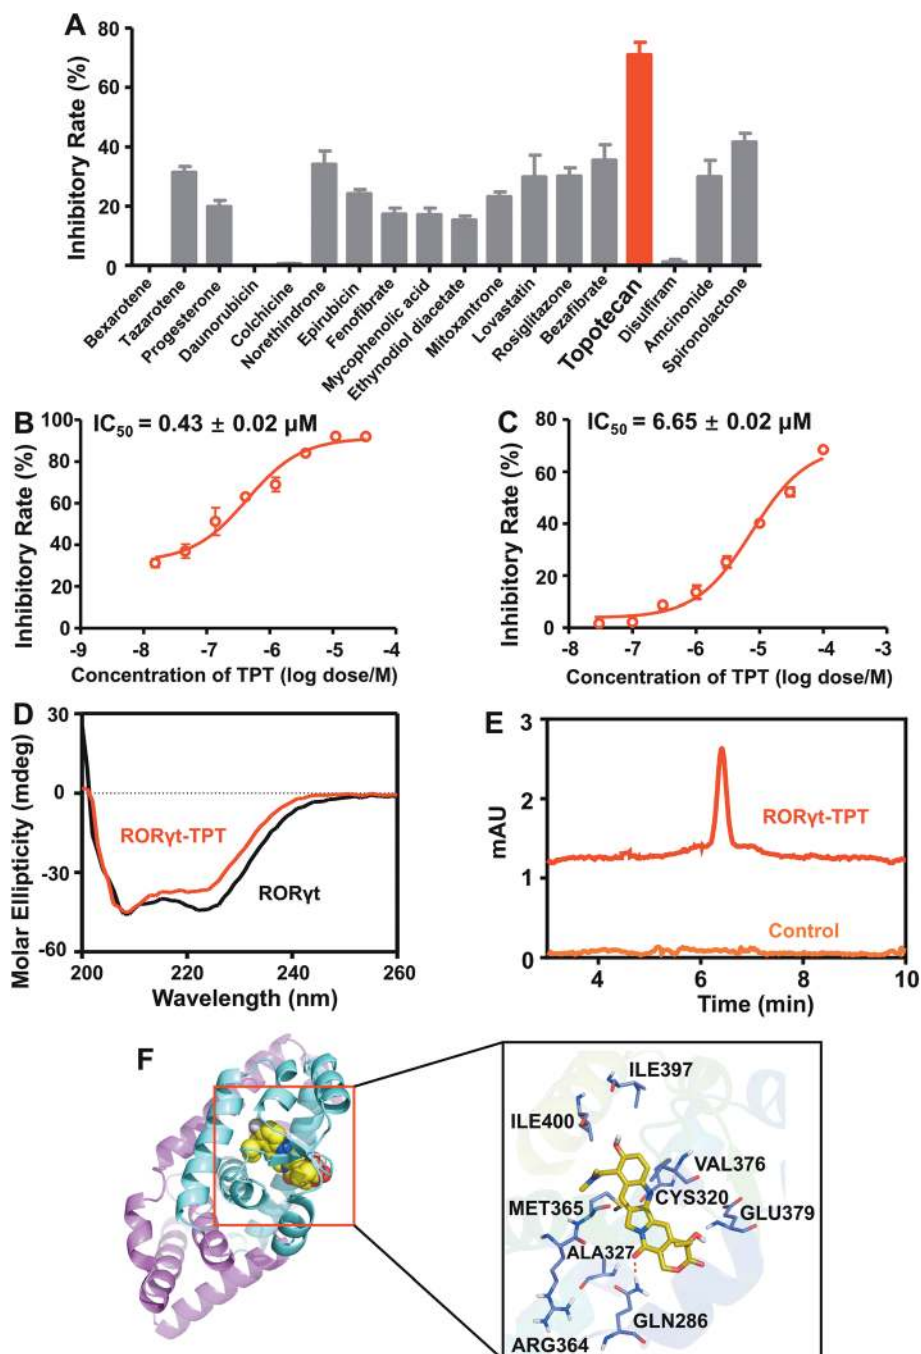 A
Inhibitory Rate (%)
80
60
40
20
0
Bexarotene
Tazarotene
Progesterone
Daunorubicin
Colchicine
Norethindrone
Epirubicin
Fenofibrate
Mycophenolic acid
Ethynodiol diacetate
Mitoxantrone
Lovastatin
Rosiglitazone
Bezafibrate
Topotecan
Disulfiram
Amcinonide
Spironolactone
B
IC50 = 0.43 ± 0.02 μM
Inhibitory Rate (%)
100
80
60
40
20
0
-9 -8 -7 -6 -5 -4
Concentration of TPT (log dose/M)
C
IC50 = 6.65 ± 0.02 μM
Inhibitory Rate (%)
80
60
40
20
0
-8 -7 -6 -5 -4 -3
Concentration of TPT (log dose/M)
D
Molar Ellipticity (mdeg)
30
0
-30
-60
RORγt-TPT
RORγt
200 220 240 260
Wavelength (nm)
E
mAU
3
2
1
0
RORγt-TPT
Control
4 6 8 10
Time (min)
F
ILE397
ILE400
VAL376
CYS320
MET365
GLU379
ALA327
GLN286
ARG364